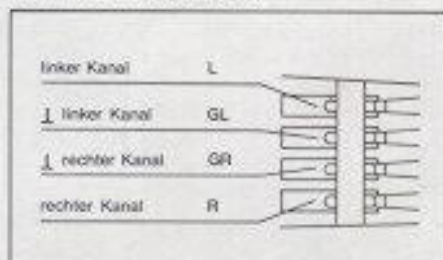 linker Kanal L
⏚ linker Kanal GL
⏚ rechter Kanal GR
rechter Kanal R